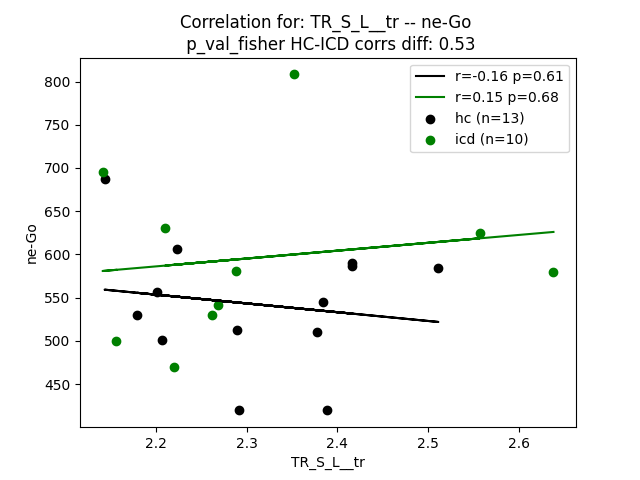 Correlation for: TR_S_L__tr -- ne-Go
p_val_fisher HC-ICD corrs diff: 0.53
r=-0.16 p=0.61
r=0.15 p=0.68
hc (n=13)
icd (n=10)
800
750
700
650
600
550
500
450
ne-Go
2.2 2.3 2.4 2.5 2.6
TR_S_L__tr